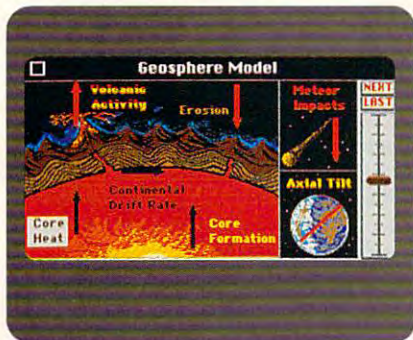 Geosphere Model
Volcanic
Activity
Erosion
Meteor
Impacts
NEXT
LAST
Continental
Drift Rate
Axial Tilt
Core
Heat
Core
Formation